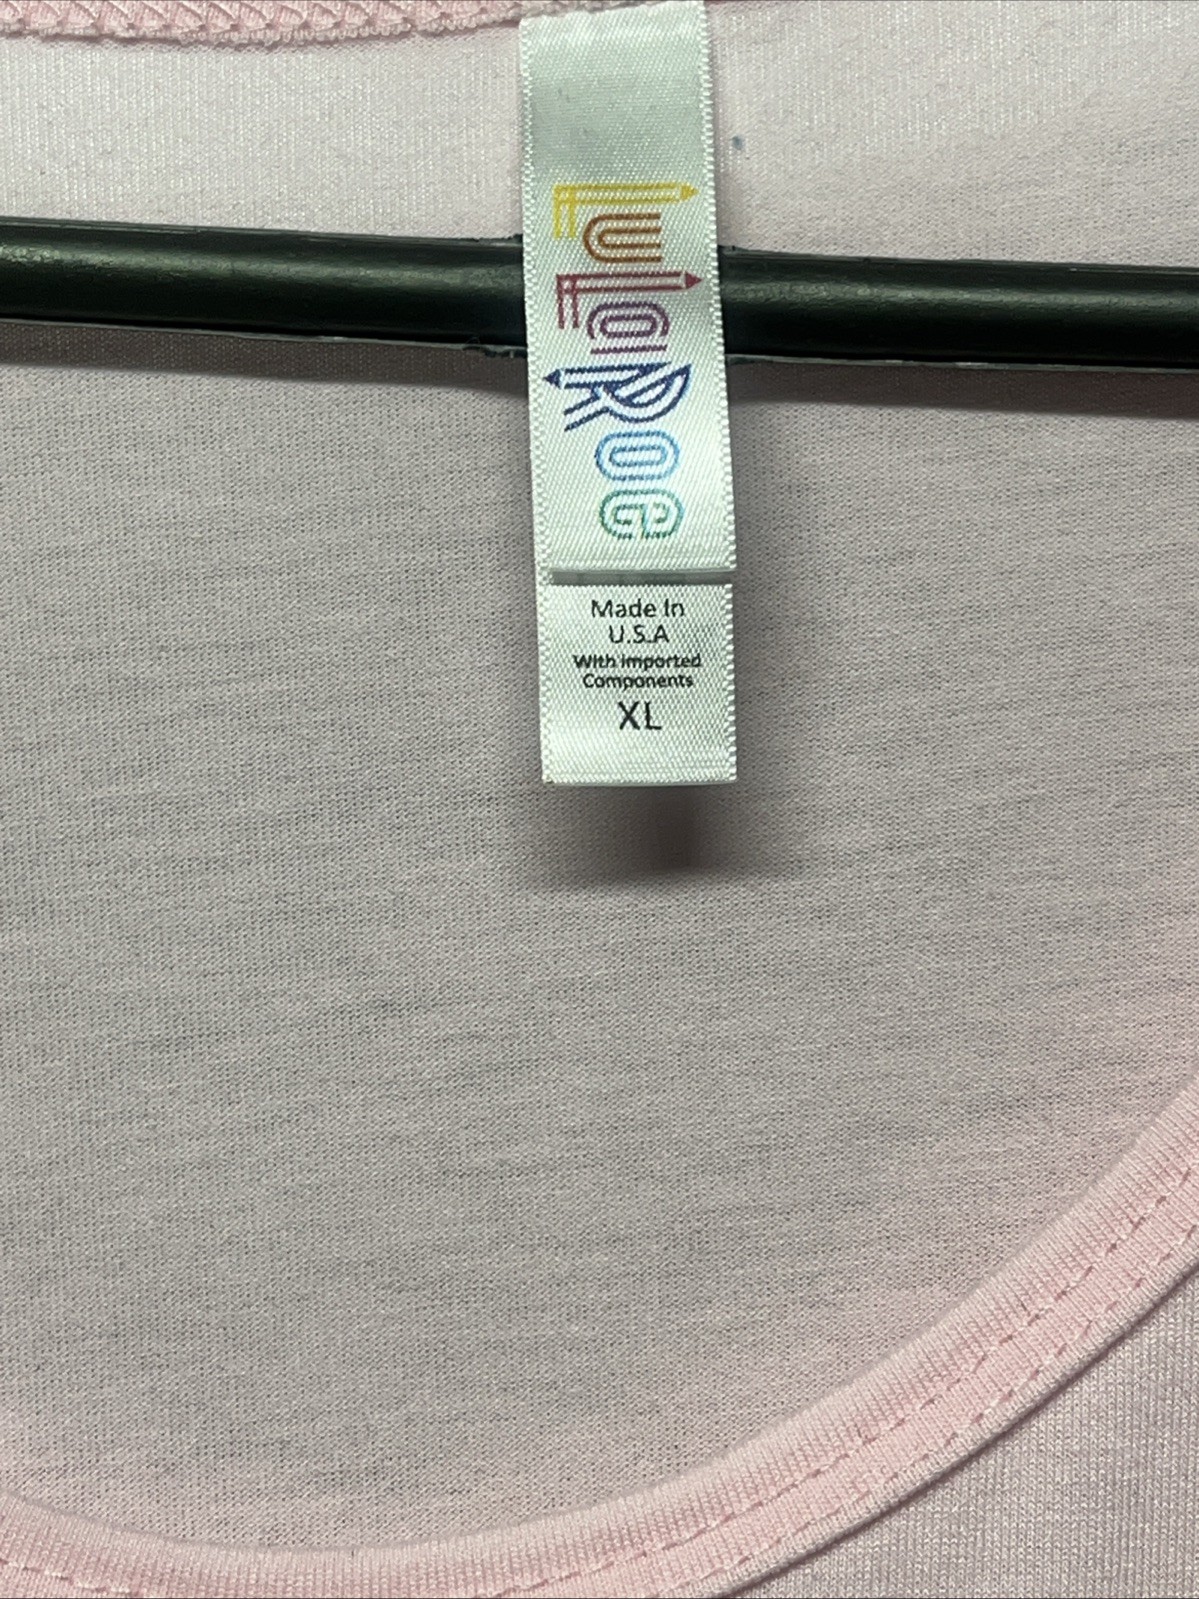 LuLaRoe
Made In
U.S.A
With imported
Components
XL